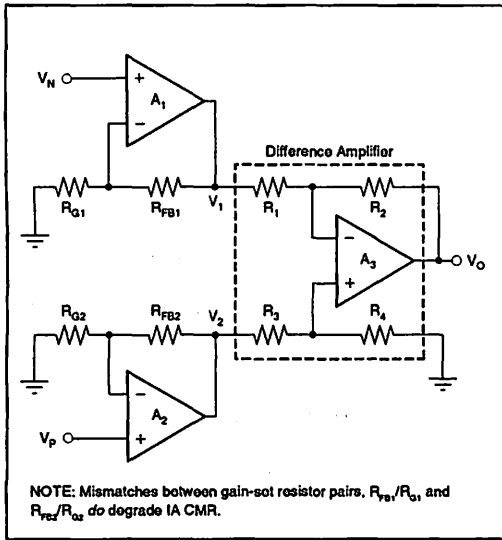 V_N
+
A_1
−
Difference Amplifier
R_G1
R_FB1
V_1
R_1
R_2
−
A_3
+
V_O
R_G2
R_FB2
V_2
R_3
R_4
−
A_2
V_P
+
NOTE: Mismatches between gain-set resistor pairs, R_FB1/R_G1 and
R_FB2/R_G2 do degrade IA CMR.